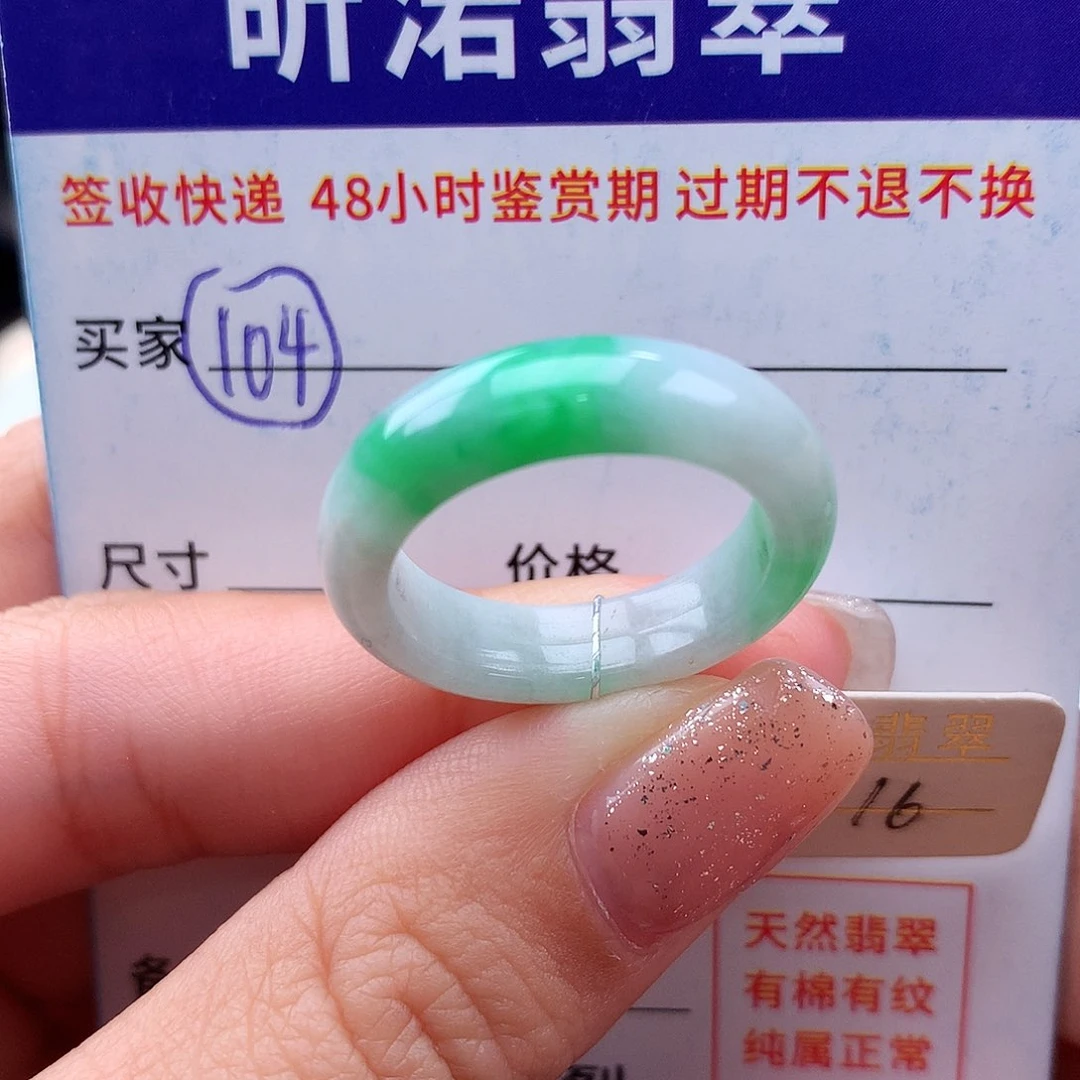 昕渃翡翠
签收快递 48小时鉴赏期 过期不退不换
买家 104
尺寸 价格
翡翠
16
天然翡翠
有棉有纹
纯属正常